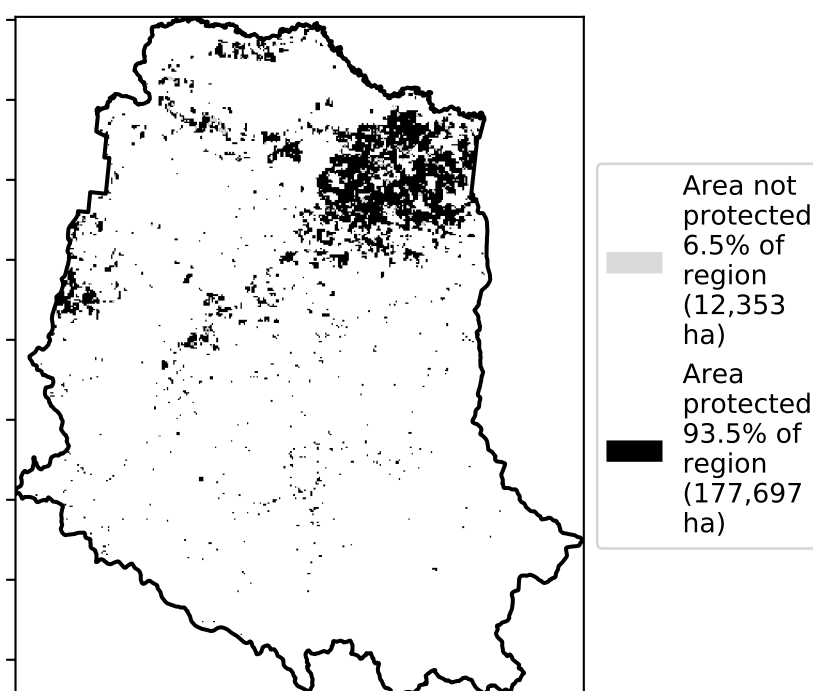 Area not
protected
6.5% of
region
(12,353
ha)
Area
protected
93.5% of
region
(177,697
ha)